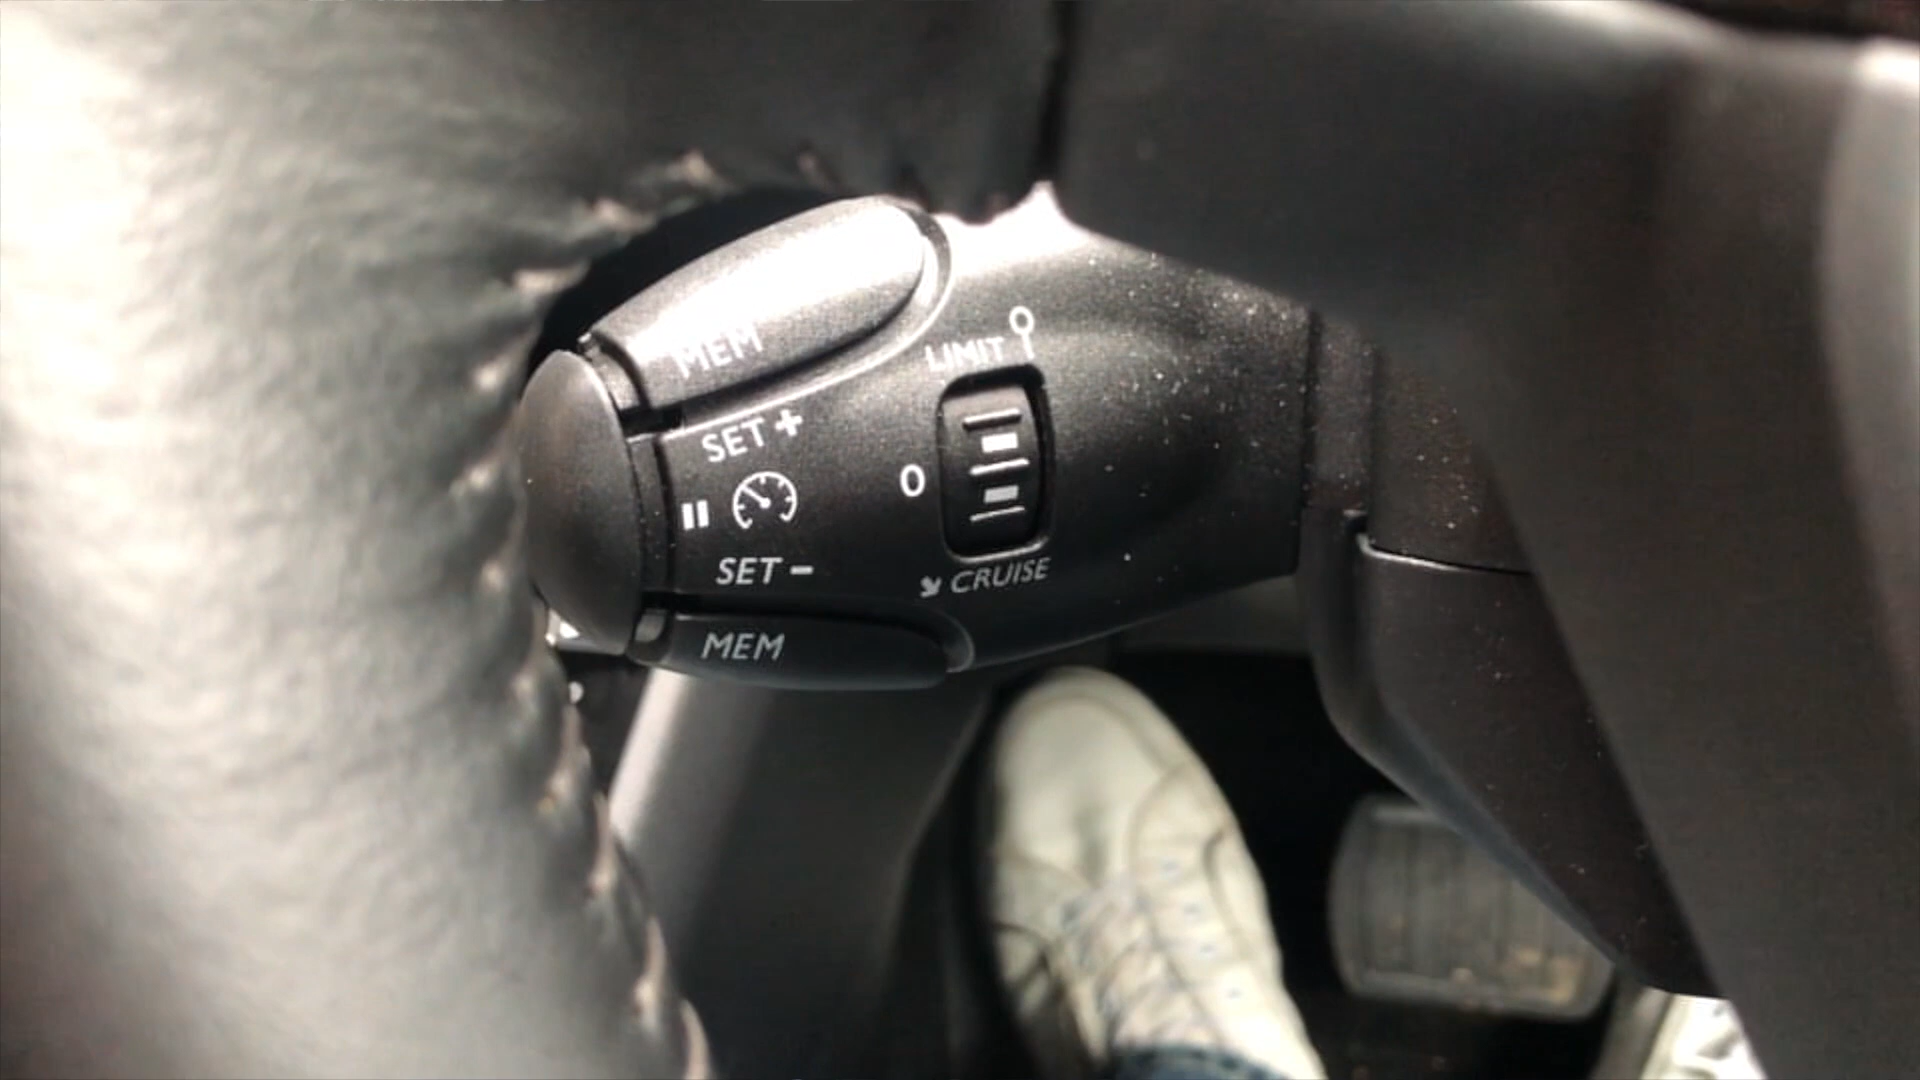 MEM
LIMIT
SET +
0
SET -
CRUISE
MEM